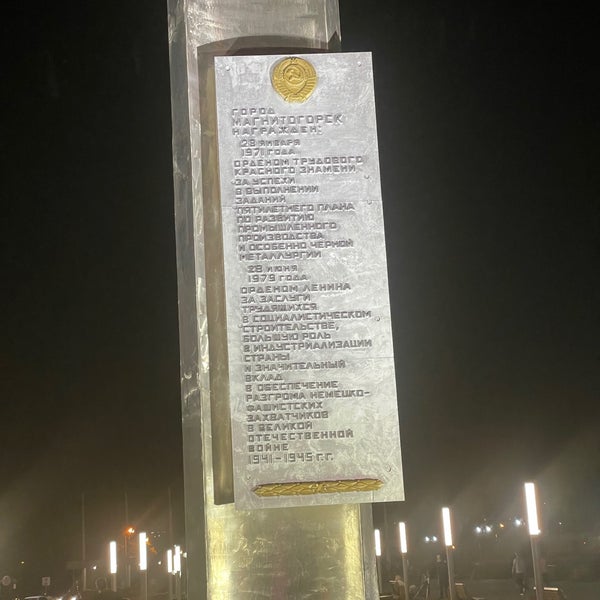 ГОРОД
МАГНИТОГОРСК
НАГРАЖДЕН:
28 января
1971 года
ОРДЕНОМ ТРУДОВОГО
КРАСНОГО ЗНАМЕНИ
ЗА УСПЕХИ
В ВЫПОЛНЕНИИ
ЗАДАНИЙ
ПЯТИЛЕТНЕГО ПЛАНА
ПО РАЗВИТИЮ
ПРОМЫШЛЕННОГО
ПРОИЗВОДСТВА
И ОСОБЕННО ЧЕРНОЙ
МЕТАЛЛУРГИИ
28 июня
1979 года
ОРДЕНОМ ЛЕНИНА
ЗА ЗАСЛУГИ
ТРУДЯЩИХСЯ
В СОЦИАЛИСТИЧЕСКОМ
СТРОИТЕЛЬСТВЕ,
БОЛЬШУЮ РОЛЬ
В ИНДУСТРИАЛИЗАЦИИ
СТРАНЫ
И ЗНАЧИТЕЛЬНЫЙ
ВКЛАД
В ОБЕСПЕЧЕНИЕ
РАЗГРОМА НЕМЕЦКО-
ФАШИСТСКИХ
ЗАХВАТЧИКОВ
В ВЕЛИКОЙ
ОТЕЧЕСТВЕННОЙ
ВОЙНЕ
1941-1945 г.г.